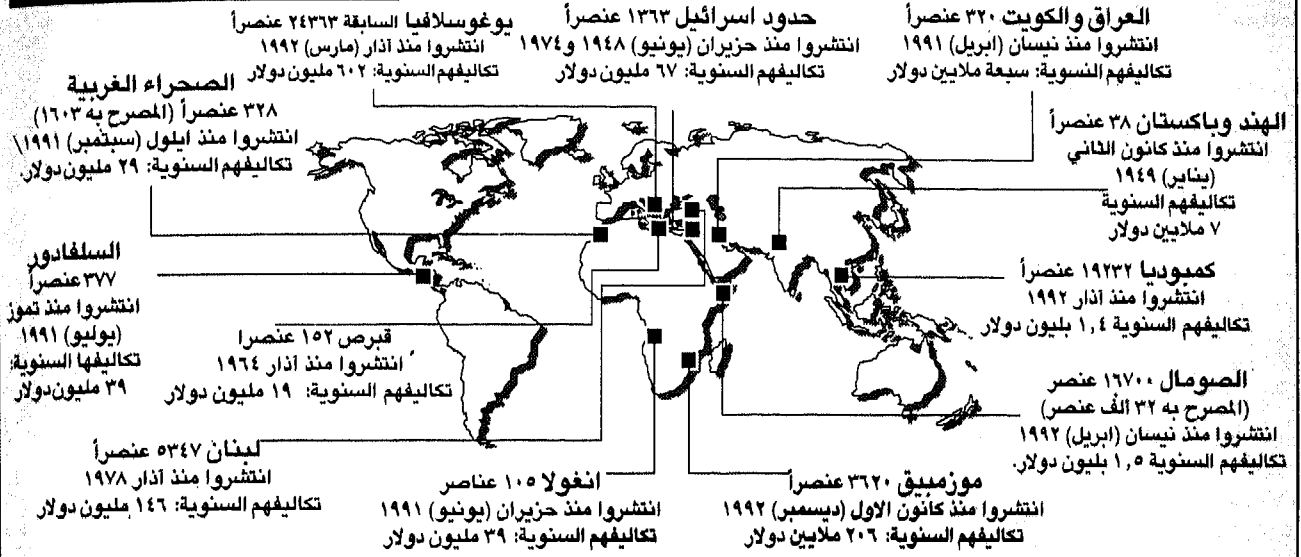 العراق والكويت ٣٢٠ عنصراً
انتشروا منذ نيسان (ابريل) ١٩٩١
تكاليفهم النسوية: سبعة ملايين دولار
حدود اسرائيل ١٣٦٣ عنصراً
انتشروا منذ حزيران (يونيو) ١٩٤٨ و١٩٧٤
تكاليفهم السنوية: ٦٧ مليون دولار
يوغوسلافيا السابقة ٢٤٣٦٣ عنصراً
انتشروا منذ آذار (مارس) ١٩٩٢
تكاليفهم السنوية: ٦٠٢ مليون دولار
الصحراء الغربية
٣٢٨ عنصراً (المصرح به ١٦٠٣)
انتشروا منذ ايلول (سبتمبر) ١٩٩١
تكاليفهم السنوية: ٢٩ مليون دولار.
الهند وباكستان ٣٨ عنصراً
انتشروا منذ كانون الثاني
(يناير) ١٩٤٩
تكاليفهم السنوية
٧ ملايين دولار
كمبوديا ١٩٢٣٢ عنصراً
انتشروا منذ آذار ١٩٩٢
تكاليفهم السنوية ١,٤ بليون دولار
السلفادور
٣٧٧ عنصراً
انتشروا منذ تموز
(يوليو) ١٩٩١
تكاليفها السنوية:
٣٩ مليون دولار
قبرص ١٥٢ عنصرا
انتشروا منذ آذار ١٩٦٤
تكاليفهم السنوية: ١٩ مليون دولار
الصومال ١٦٧٠٠ عنصر
(المصرح به ٣٢ ألف عنصر)
انتشروا منذ نيسان (ابريل) ١٩٩٢
تكاليفهم السنوية ١,٥ بليون دولار.
لبنان ٥٣٤٧ عنصراً
انتشروا منذ آذار ١٩٧٨
تكاليفهم السنوية: ١٤٦ مليون دولار
انغولا ١٠٥ عناصر
انتشروا منذ حزيران (يونيو) ١٩٩١
تكاليفهم السنوية: ٣٩ مليون دولار
موزمبيق ٣٦٢٠ عنصراً
انتشروا منذ كانون الاول (ديسمبر) ١٩٩٢
تكاليفهم السنوية: ٢٠٦ ملايين دولار